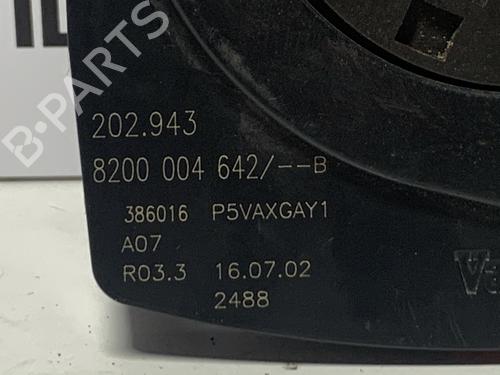 B-PARTS
202.943
8200 004 642/--B
386016 P5VAXGAY1
A07
R03.3 16.07.02
2488